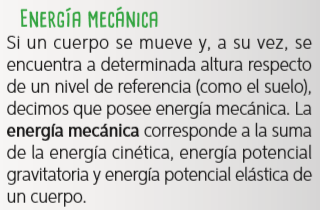 ENERGÍA MECÁNICA
Si un cuerpo se mueve y, a su vez, se
encuentra a determinada altura respecto
de un nivel de referencia (como el suelo),
decimos que posee energía mecánica. La
energía mecánica corresponde a la suma
de la energía cinética, energía potencial
gravitatoria y energía potencial elástica de
un cuerpo.